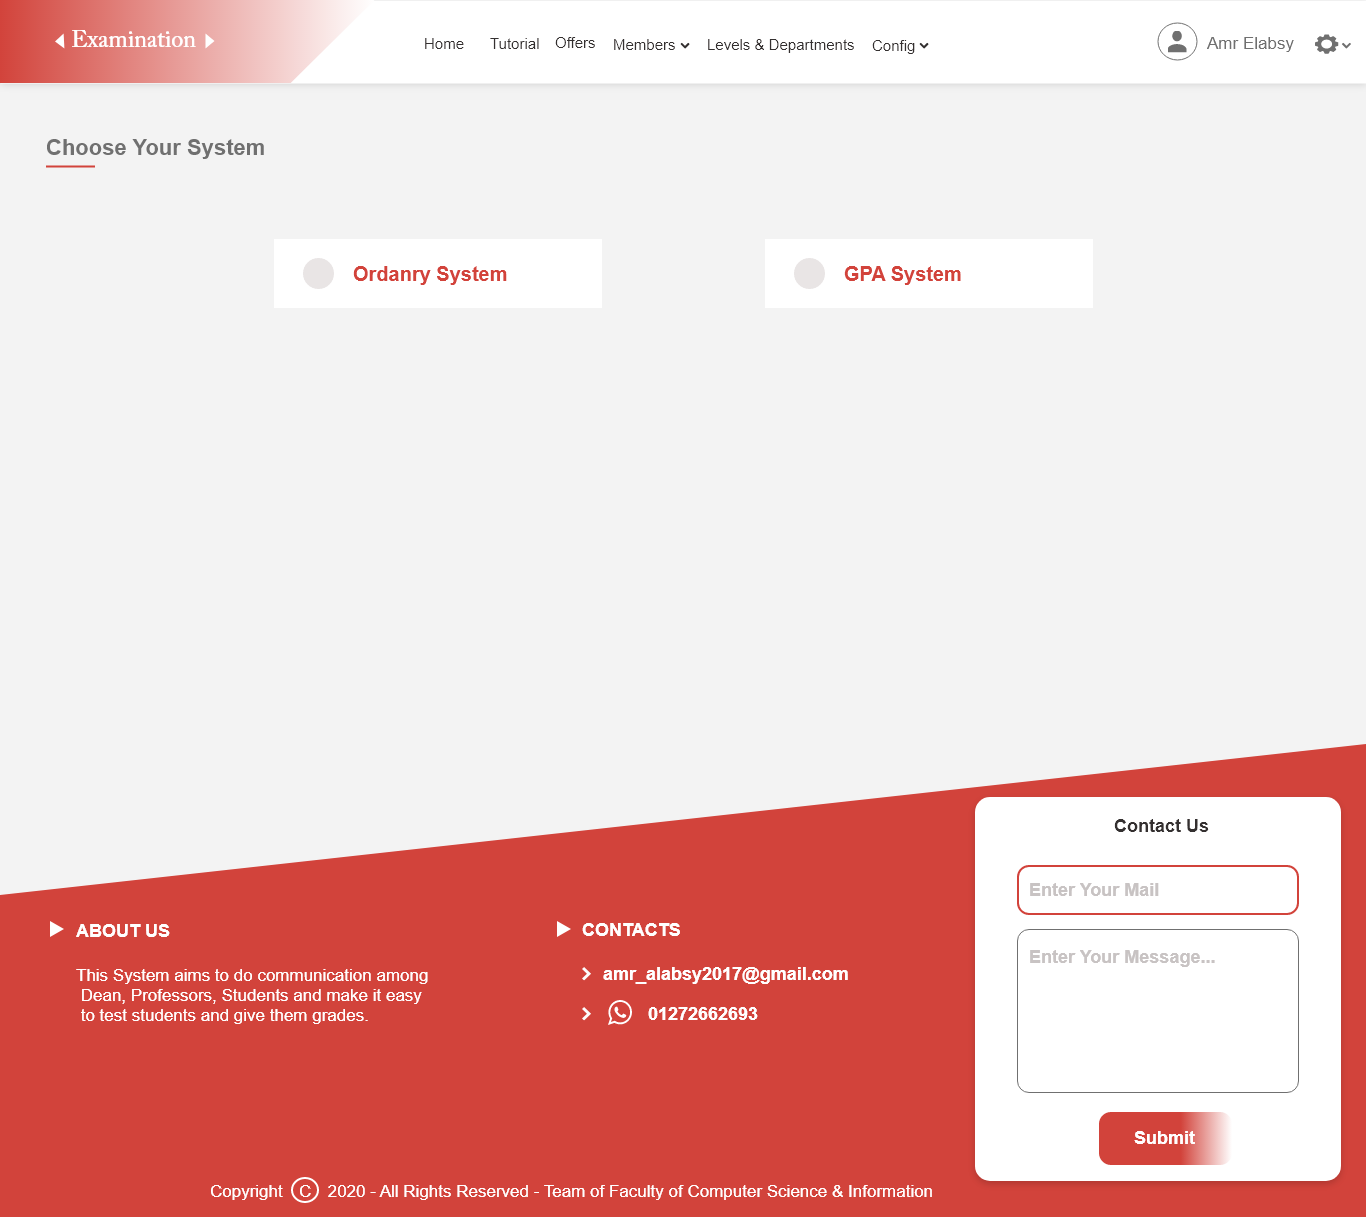 Examination
Home
Tutorial
Offers
Members
Levels & Departments
Config
Amr Elabsy
Choose Your System
Ordanry System
GPA System
Contact Us
Enter Your Mail
Enter Your Message...
Submit
ABOUT US
This System aims to do communication among
Dean, Professors, Students and make it easy
to test students and give them grades.
CONTACTS
amr_alabsy2017@gmail.com
01272662693
Copyright © 2020 - All Rights Reserved - Team of Faculty of Computer Science & Information